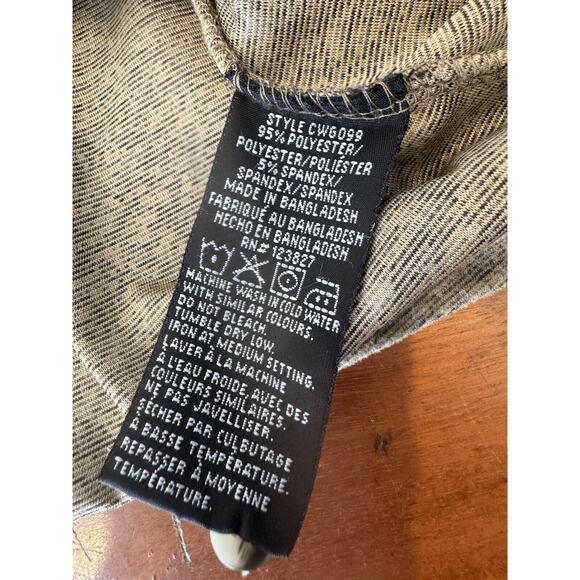 STYLE CW6099
95% POLYESTER/
POLYESTER/POLIÉSTER
5% SPANDEX/
SPANDEX/SPANDEX
MADE IN BANGLADESH
FABRIQUÉ AU BANGLADESH
HECHO EN BANGLADESH
RN# 123827
MACHINE WASH IN COLD WATER
WITH SIMILAR COLOURS.
DO NOT BLEACH.
TUMBLE DRY LOW.
IRON AT MEDIUM SETTING.
LAVER À LA MACHINE
À L'EAU FROIDE, AVEC DES
COULEURS SIMILAIRES.
NE PAS JAVELLISER.
SÉCHER PAR CULBUTAGE
À BASSE TEMPÉRATURE.
REPASSER À MOYENNE
TEMPÉRATURE.